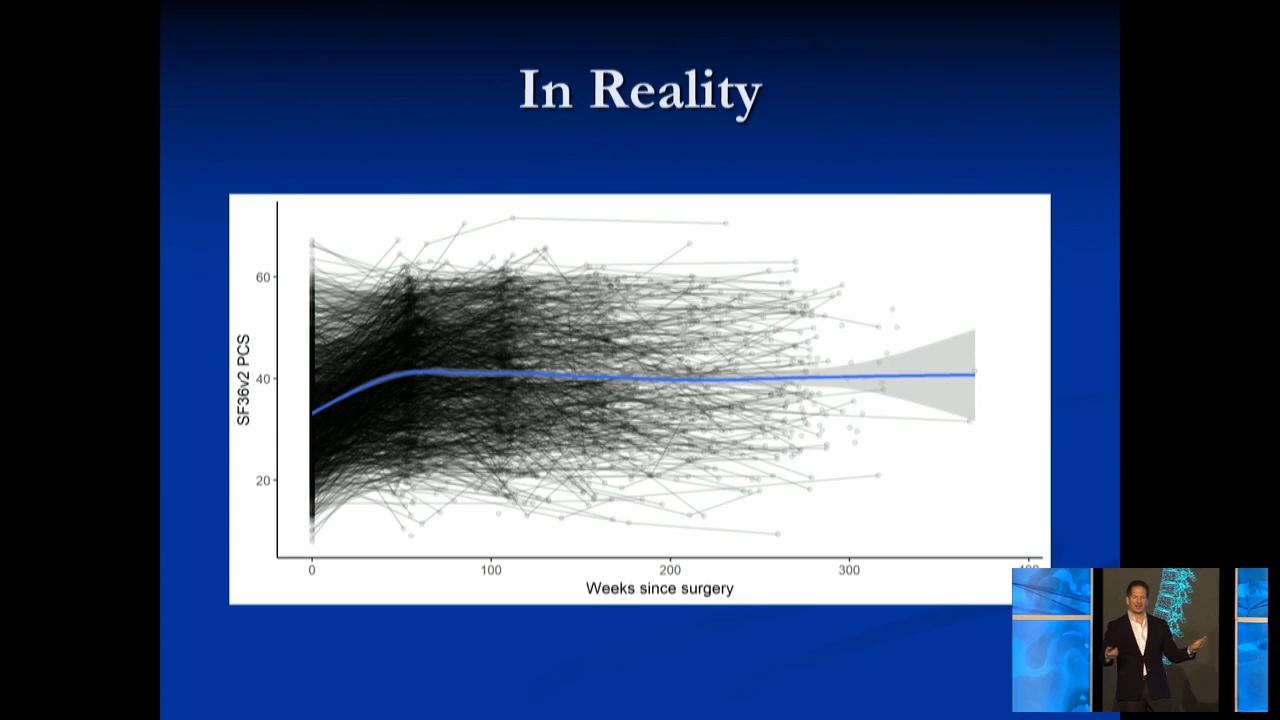 In Reality
60
40
20
SF36v2 PCS
0 100 200 300
Weeks since surgery